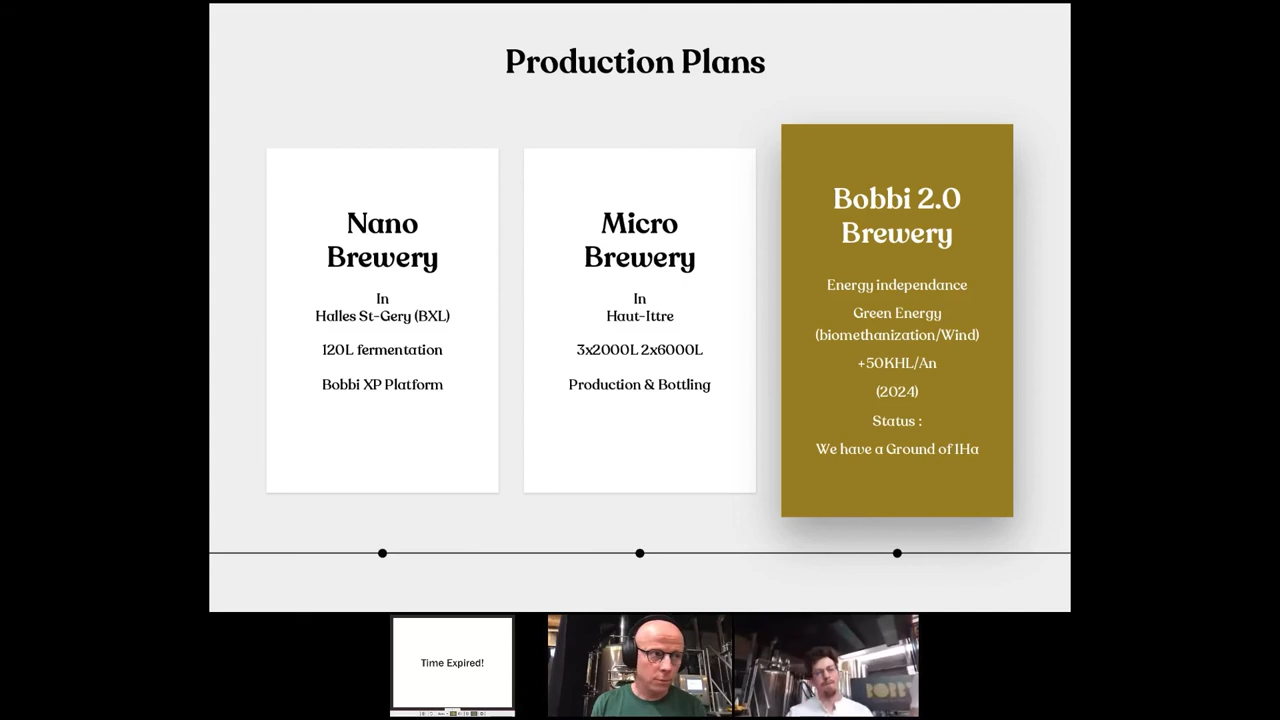 Production Plans
Nano
Brewery
In
Halles St-Gery (BXL)
120L fermentation
Bobbi XP Platform
Micro
Brewery
In
Haut-Ittre
3x2000L 2x6000L
Production & Bottling
Bobbi 2.0
Brewery
Energy independance
Green Energy
(biomethanization/Wind)
+50KHL/An
(2024)
Status :
We have a Ground of 1Ha
Time Expired!